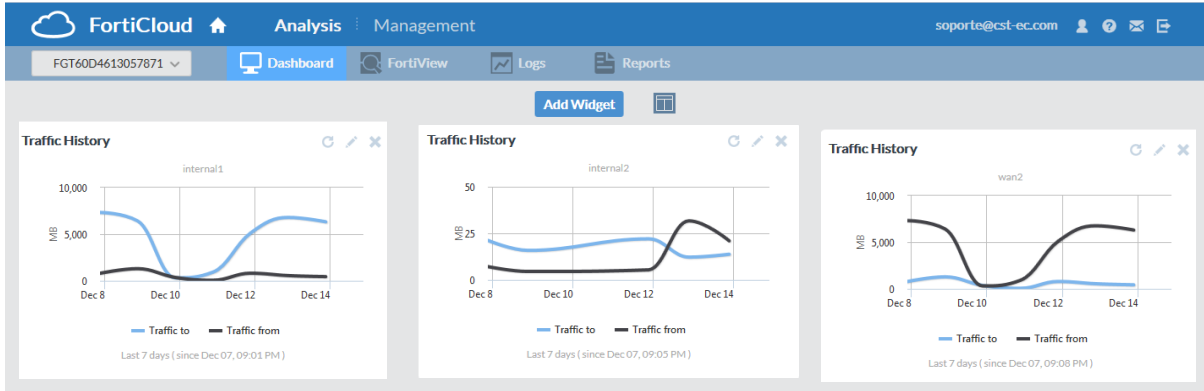 FortiCloud Analysis Management soporte@cst-ec.com
FGT60D4613057871 Dashboard FortiView Logs Reports
Add Widget
Traffic History
internal1
10,000
MB
5,000
0
Dec 8 Dec 10 Dec 12 Dec 14
Traffic to Traffic from
Last 7 days ( since Dec 07, 09:01 PM )
Traffic History
internal2
50
MB
25
0
Dec 8 Dec 10 Dec 12 Dec 14
Traffic to Traffic from
Last 7 days ( since Dec 07, 09:05 PM )
Traffic History
wan2
10,000
MB
5,000
0
Dec 8 Dec 10 Dec 12 Dec 14
Traffic to Traffic from
Last 7 days ( since Dec 07, 09:08 PM )